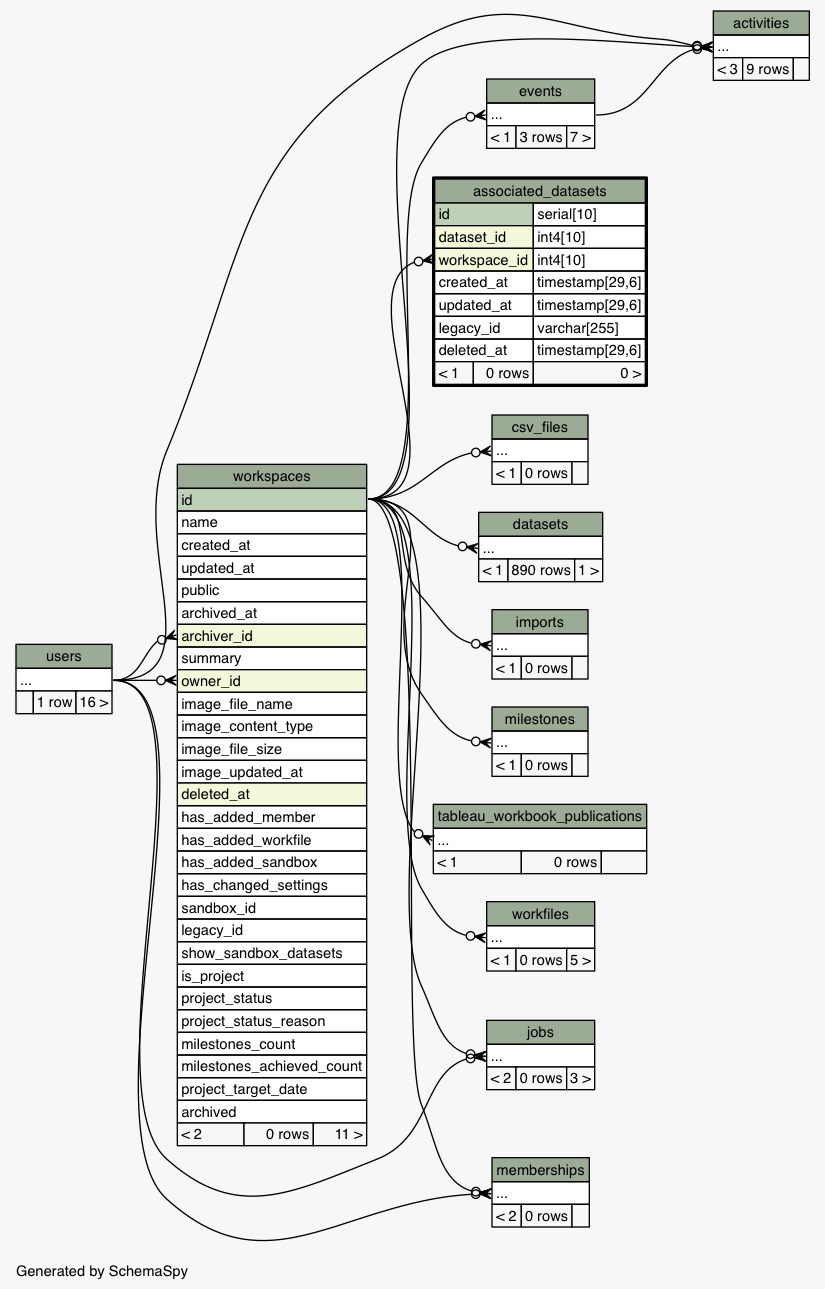 activities
...
< 3 9 rows
events
...
< 1 3 rows 7 >
associated_datasets
id serial[10]
dataset_id int4[10]
workspace_id int4[10]
created_at timestamp[29,6]
updated_at timestamp[29,6]
legacy_id varchar[255]
deleted_at timestamp[29,6]
< 1 0 rows 0 >
csv_files
...
< 1 0 rows
workspaces
id
name
created_at
updated_at
public
archived_at
archiver_id
summary
owner_id
image_file_name
image_content_type
image_file_size
image_updated_at
deleted_at
has_added_member
has_added_workfile
has_added_sandbox
has_changed_settings
sandbox_id
legacy_id
show_sandbox_datasets
is_project
project_status
project_status_reason
milestones_count
milestones_achieved_count
project_target_date
archived
< 2 0 rows 11 >
datasets
...
< 1 890 rows 1 >
imports
...
< 1 0 rows
users
...
1 row 16 >
milestones
...
< 1 0 rows
tableau_workbook_publications
...
< 1 0 rows
workfiles
...
< 1 0 rows 5 >
jobs
...
< 2 0 rows 3 >
memberships
...
< 2 0 rows
Generated by SchemaSpy